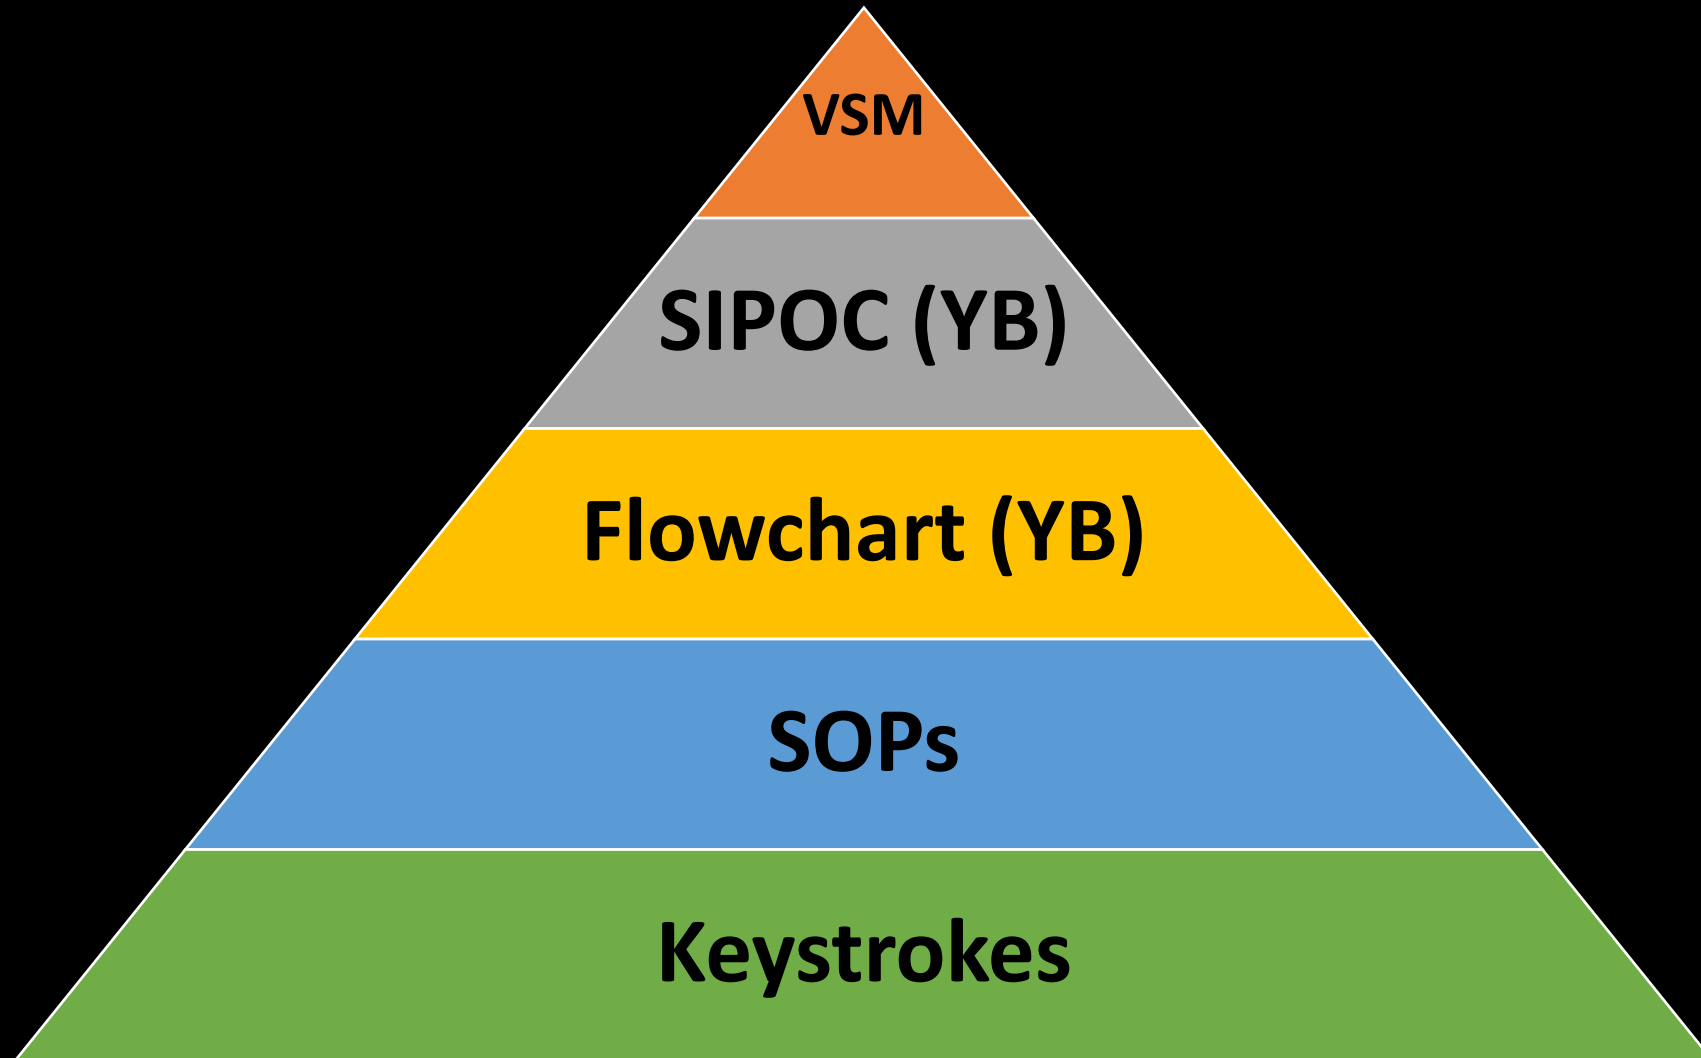 VSM
SIPOC (YB)
Flowchart (YB)
SOPs
Keystrokes